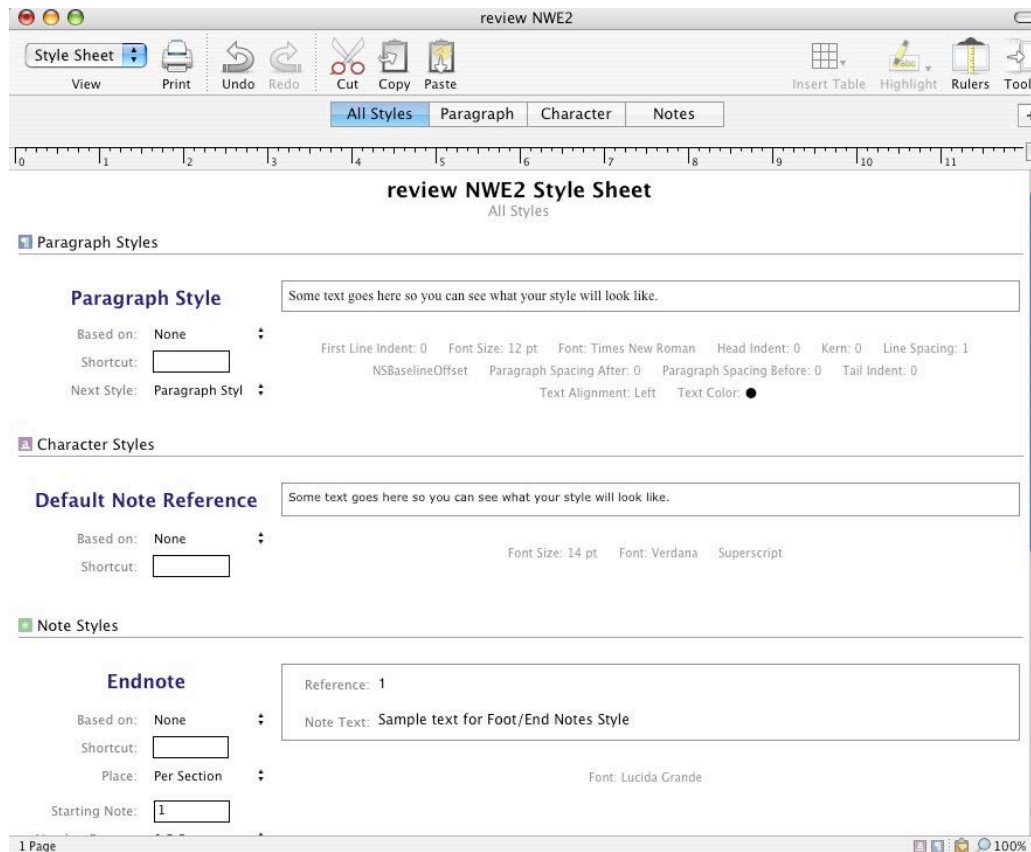 review NWE2
Style Sheet
View Print Undo Redo Cut Copy Paste Insert Table Highlight Rulers Tool
All Styles Paragraph Character Notes
0 1 2 3 4 5 6 7 8 9 10 11
review NWE2 Style Sheet
All Styles
Paragraph Styles
Paragraph Style
Some text goes here so you can see what your style will look like.
Based on: None
Shortcut:
Next Style: Paragraph Styl
First Line Indent: 0 Font Size: 12 pt Font: Times New Roman Head Indent: 0 Kern: 0 Line Spacing: 1
NSBaselineOffset Paragraph Spacing After: 0 Paragraph Spacing Before: 0 Tail Indent: 0
Text Alignment: Left Text Color:
a Character Styles
Default Note Reference
Some text goes here so you can see what your style will look like.
Based on: None
Shortcut:
Font Size: 14 pt Font: Verdana Superscript
Note Styles
Endnote
Reference: 1
Note Text: Sample text for Foot/End Notes Style
Based on: None
Shortcut:
Place: Per Section
Font: Lucida Grande
Starting Note: 1
1 Page 100%